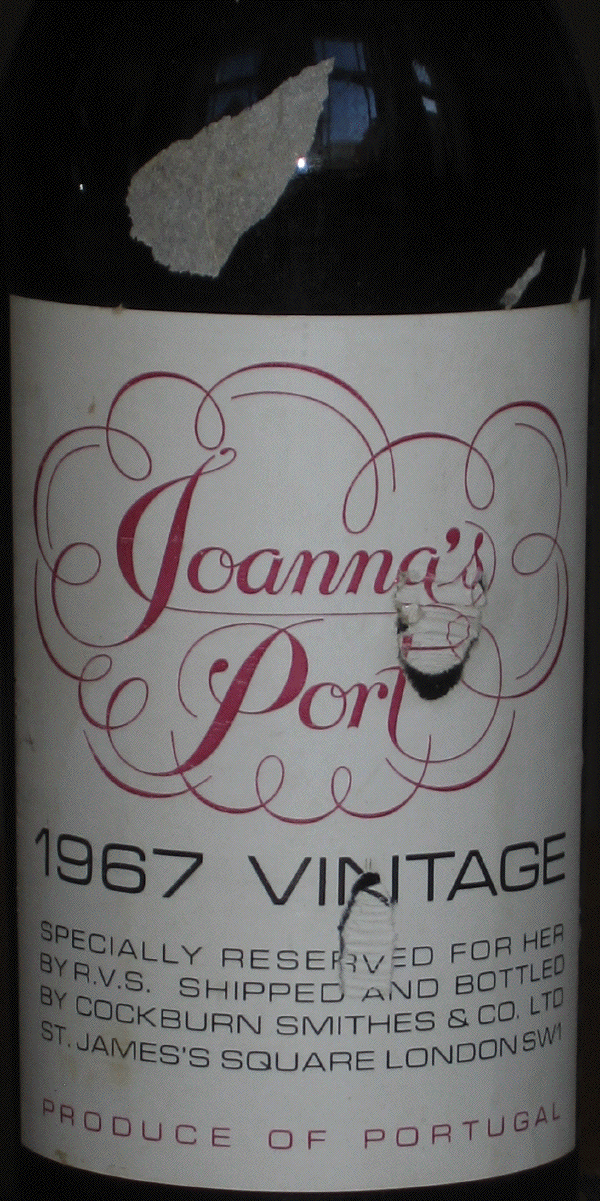 Joanna's
Port
1967 VINTAGE
SPECIALLY RESERVED FOR HER
BY R.V.S. SHIPPED AND BOTTLED
BY COCKBURN SMITHES & CO. LTD
ST. JAMES'S SQUARE LONDON SW1
PRODUCE OF PORTUGAL